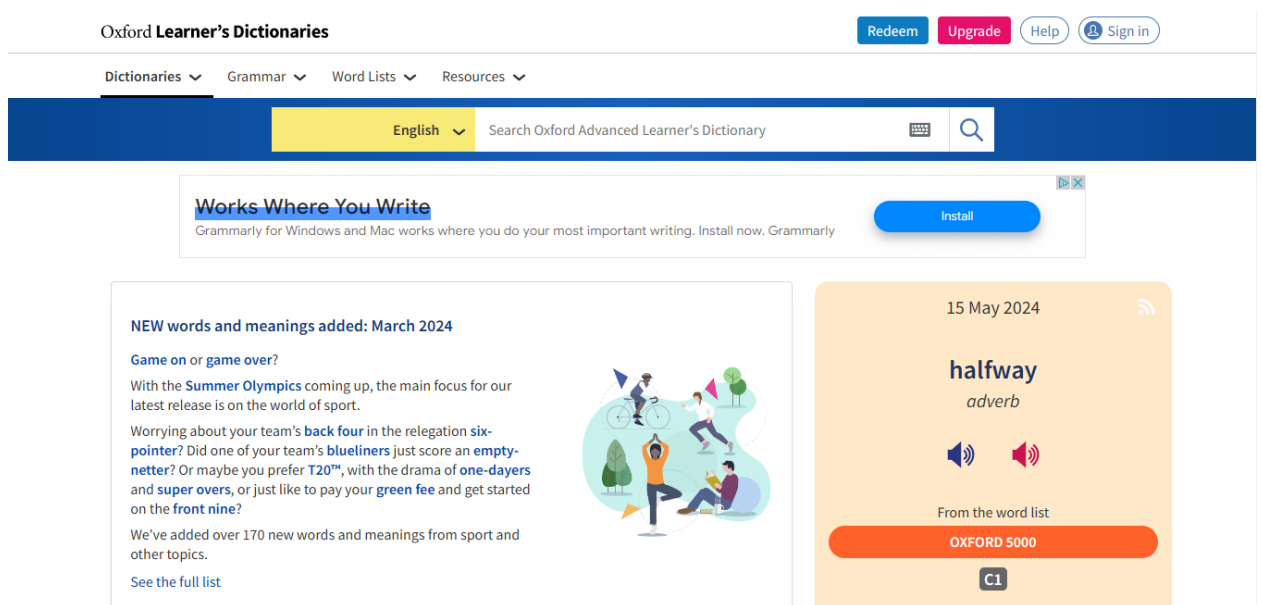 Oxford Learner's Dictionaries
Redeem
Upgrade
Help
Sign in
Dictionaries
Grammar
Word Lists
Resources
English
Search Oxford Advanced Learner's Dictionary
Works Where You Write
Grammarly for Windows and Mac works where you do your most important writing. Install now. Grammarly
Install
NEW words and meanings added: March 2024
Game on or game over?
With the Summer Olympics coming up, the main focus for our
latest release is on the world of sport.
Worrying about your team's back four in the relegation six-
pointer? Did one of your team's blueliners just score an empty-
netter? Or maybe you prefer T20™, with the drama of one-dayers
and super overs, or just like to pay your green fee and get started
on the front nine?
We've added over 170 new words and meanings from sport and
other topics.
See the full list
15 May 2024
halfway
adverb
From the word list
OXFORD 5000
C1